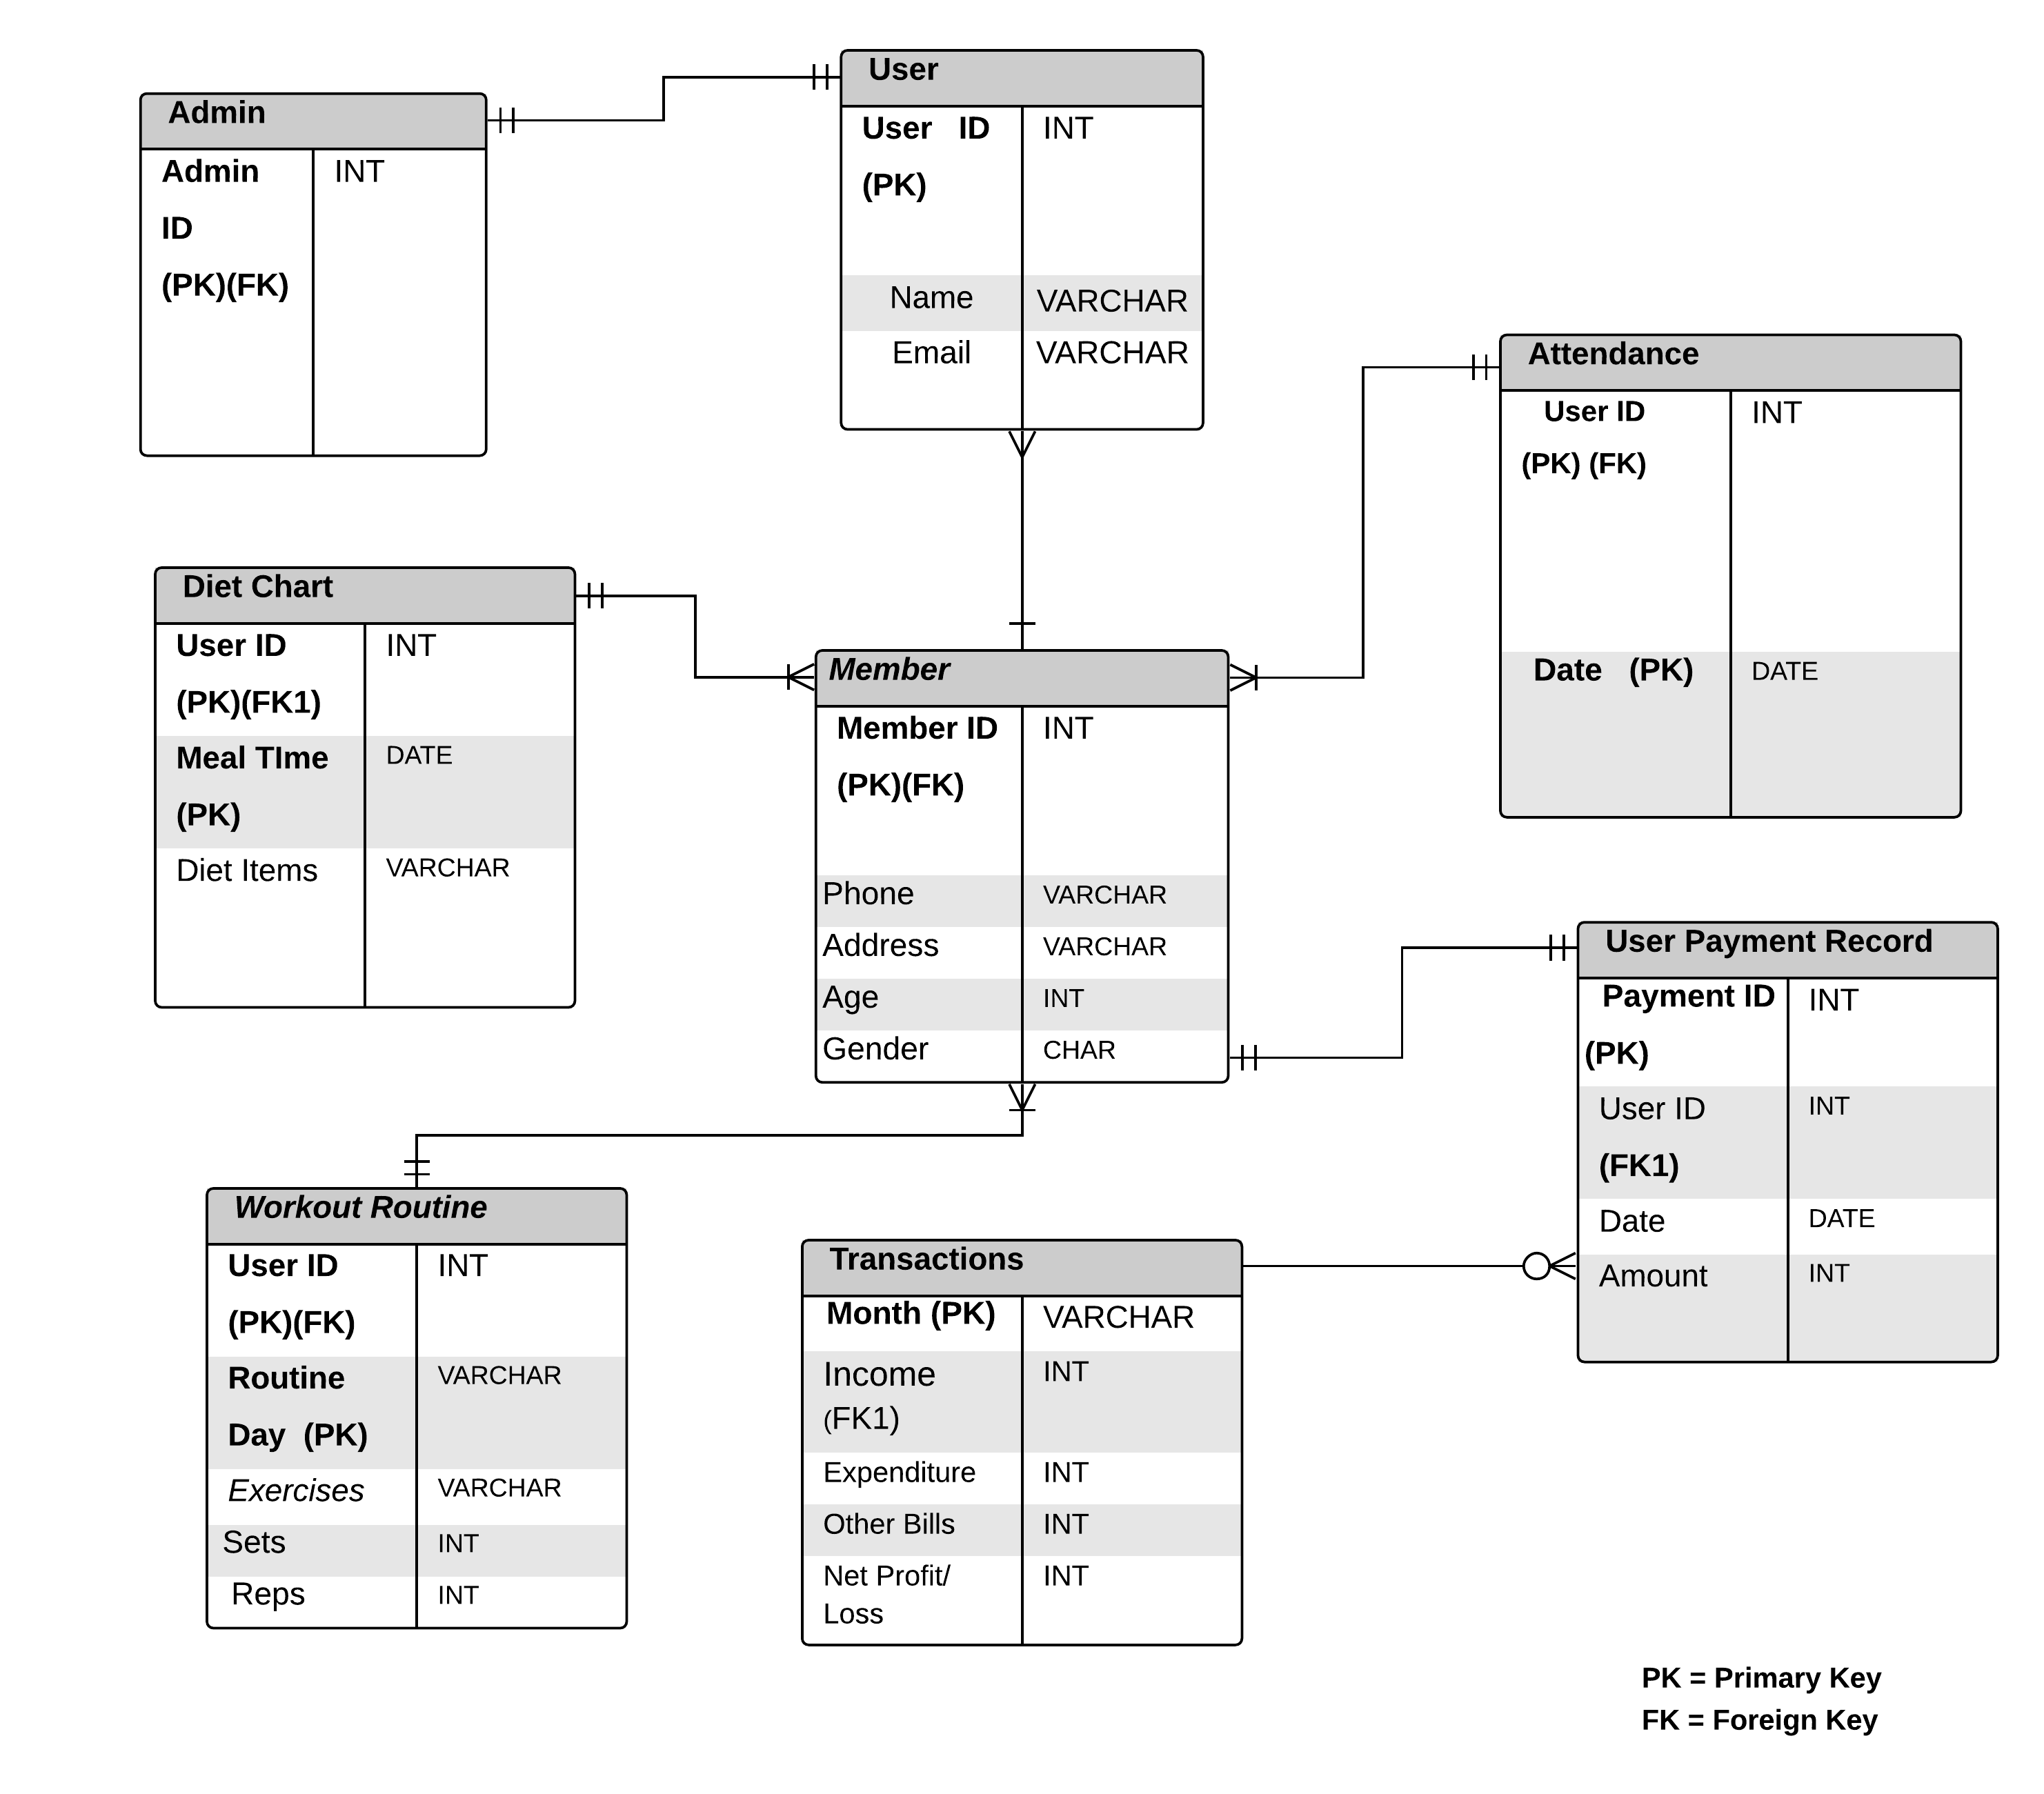 User
User ID INT
(PK)
Name VARCHAR
Email VARCHAR
Admin
Admin INT
ID
(PK)(FK)
Attendance
User ID INT
(PK) (FK)
Date (PK) DATE
Diet Chart
User ID INT
(PK)(FK1)
Meal TIme DATE
(PK)
Diet Items VARCHAR
Member
Member ID INT
(PK)(FK)
Phone VARCHAR
Address VARCHAR
Age INT
Gender CHAR
User Payment Record
Payment ID INT
(PK)
User ID INT
(FK1)
Date DATE
Amount INT
Workout Routine
User ID INT
(PK)(FK)
Routine VARCHAR
Day (PK)
Exercises VARCHAR
Sets INT
Reps INT
Transactions
Month (PK) VARCHAR
Income INT
(FK1)
Expenditure INT
Other Bills INT
Net Profit/ INT
Loss
PK = Primary Key
FK = Foreign Key